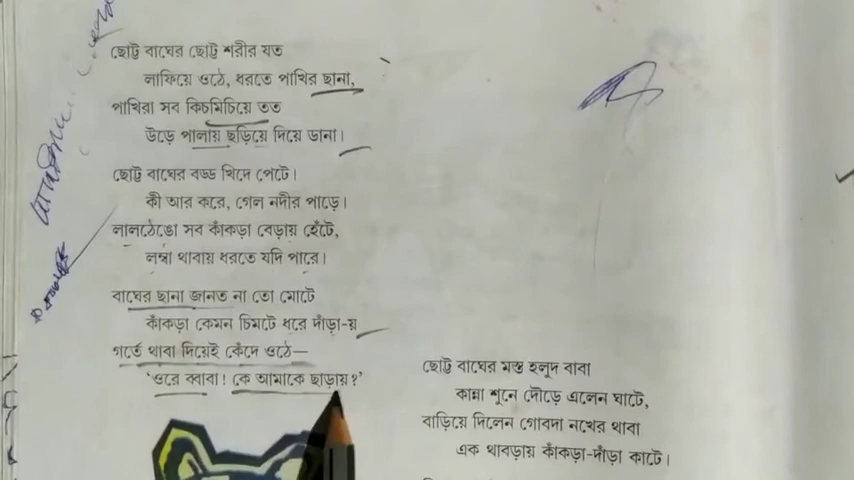 ছোট্ট বাঘের ছোট্ট শরীর যত
লাফিয়ে ওঠে, ধরতে পাখির ছানা,
পাখিরা সব কিচমিচিয়ে তত
উড়ে পালায় ছড়িয়ে দিয়ে ডানা।
ছোট্ট বাঘের বড্ড খিদে পেটে।
কী আর করে, গেল নদীর পাড়ে।
লালঠেঙো সব কাঁকড়া বেড়ায় হেঁটে,
লম্বা থাবায় ধরতে যদি পারে।
বাঘের ছানা জানত না তো মোটে
কাঁকড়া কেমন চিমটে ধরে দাঁড়া-য়
গর্তে থাবা দিয়েই কেঁদে ওঠে—
‘ওরে ব্বাবা! কে আমাকে ছাড়ায়?’
ছোট্ট বাঘের মস্ত হলুদ বাবা
কান্না শুনে দৌড়ে এলেন ঘাটে,
বাড়িয়ে দিলেন গোবদা নখের থাবা
এক থাবড়ায় কাঁকড়া-দাঁড়া কাটে।